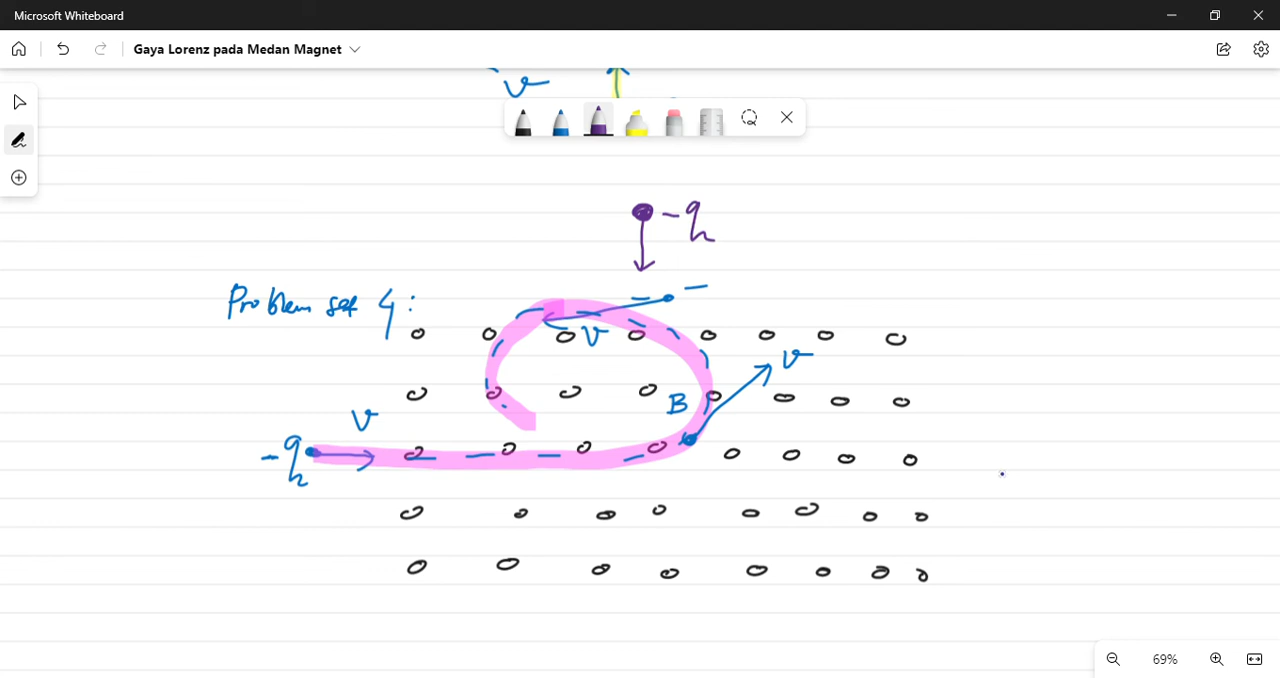 Microsoft Whiteboard
Gaya Lorenz pada Medan Magnet
v
-q
Problem set 4:
-
v
v
B
v
-q
69%